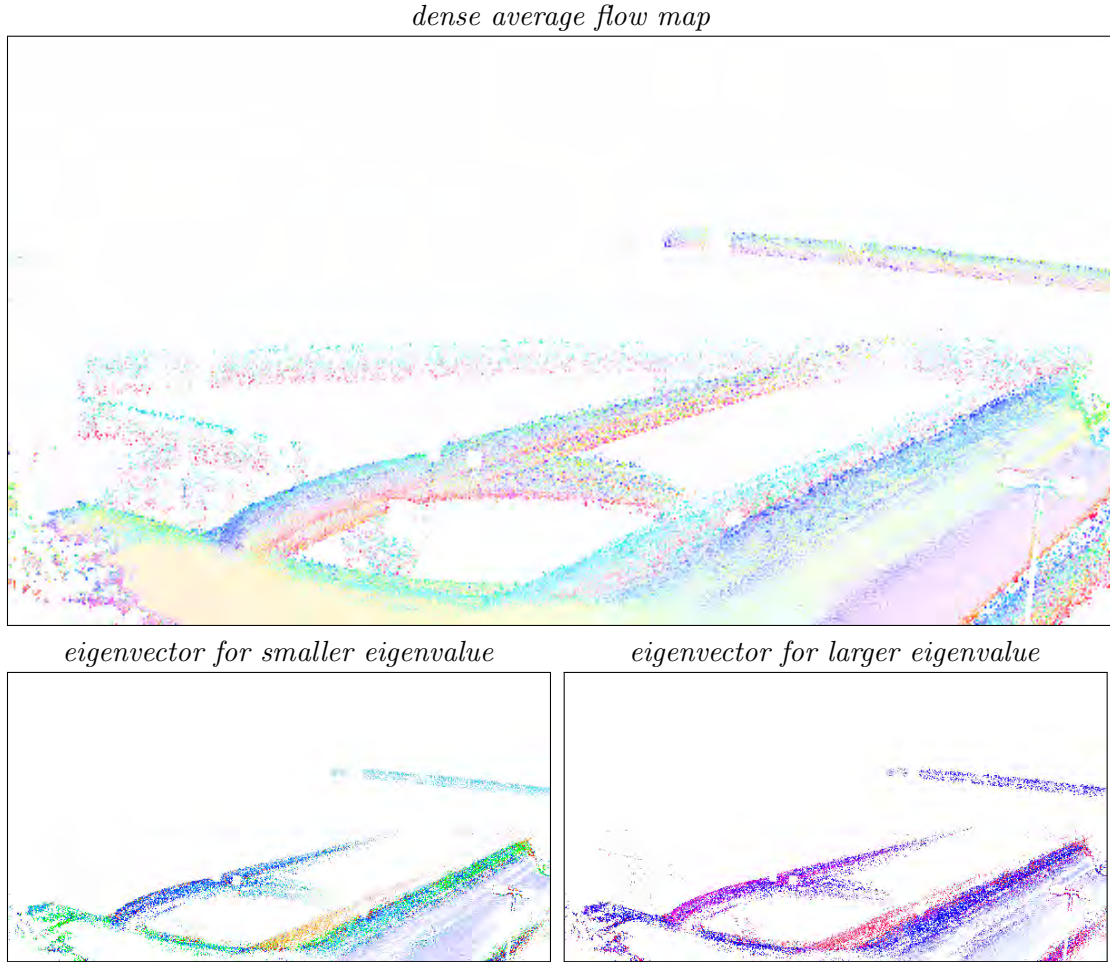 dense average flow map
eigenvector for smaller eigenvalue
eigenvector for larger eigenvalue